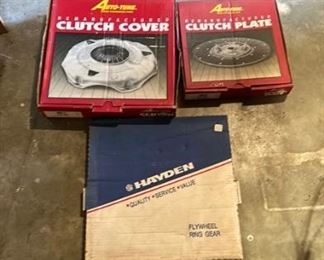 AUTO-TUNE
REMANUFACTURED
CLUTCH COVER
AUTO-TUNE
REMANUFACTURED
CLUTCH PLATE
HAYDEN
•QUALITY •SERVICE •VALUE
FLYWHEEL
RING GEAR